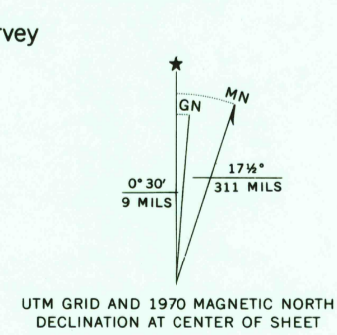 MN
GN
17½°
311 MILS
0° 30′
9 MILS
UTM GRID AND 1970 MAGNETIC NORTH
DECLINATION AT CENTER OF SHEET